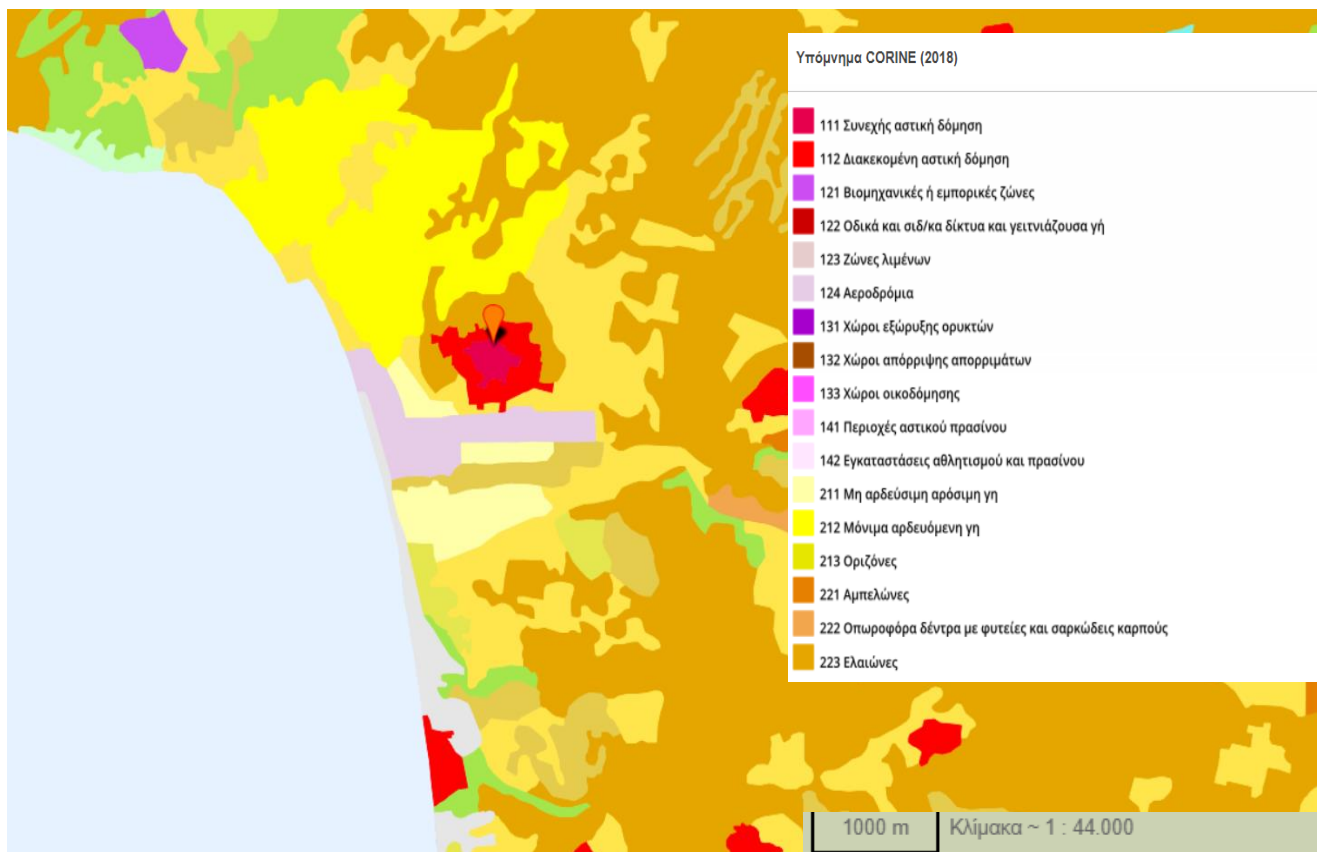 Υπόμνημα CORINE (2018)
111 Συνεχής αστική δόμηση
112 Διακεκομένη αστική δόμηση
121 Βιομηχανικές ή εμπορικές ζώνες
122 Οδικά και σιδ/κα δίκτυα και γειτνιάζουσα γή
123 Ζώνες λιμένων
124 Αεροδρόμια
131 Χώροι εξώρυξης ορυκτών
132 Χώροι απόρριψης απορριμάτων
133 Χώροι οικοδόμησης
141 Περιοχές αστικού πρασίνου
142 Εγκαταστάσεις αθλητισμού και πρασίνου
211 Μη αρδεύσιμη αρόσιμη γη
212 Μόνιμα αρδευόμενη γη
213 Οριζόνες
221 Αμπελώνες
222 Οπωροφόρα δέντρα με φυτείες και σαρκώδεις καρπούς
223 Ελαιώνες
1000 m Κλίμακα ~ 1 : 44.000